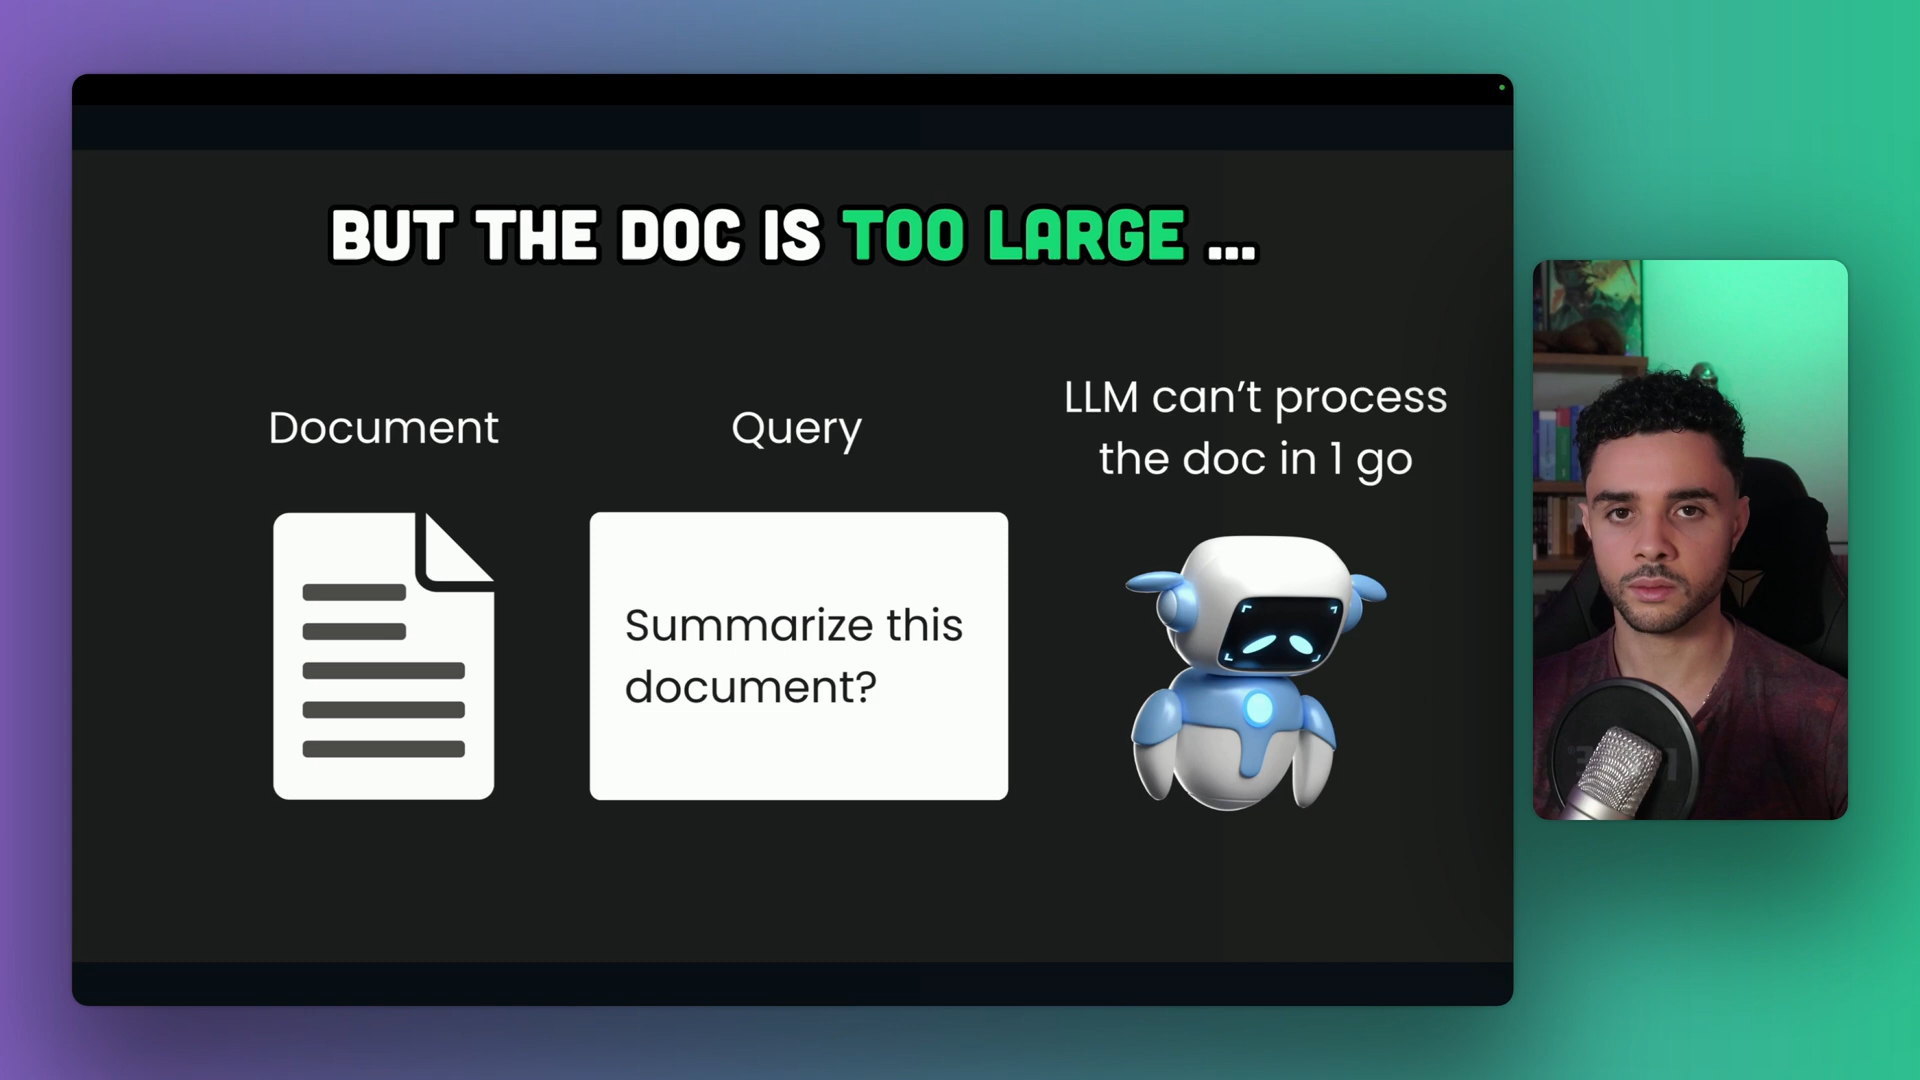 BUT THE DOC IS TOO LARGE ...
Document
Query
LLM can’t process
the doc in 1 go
Summarize this
document?